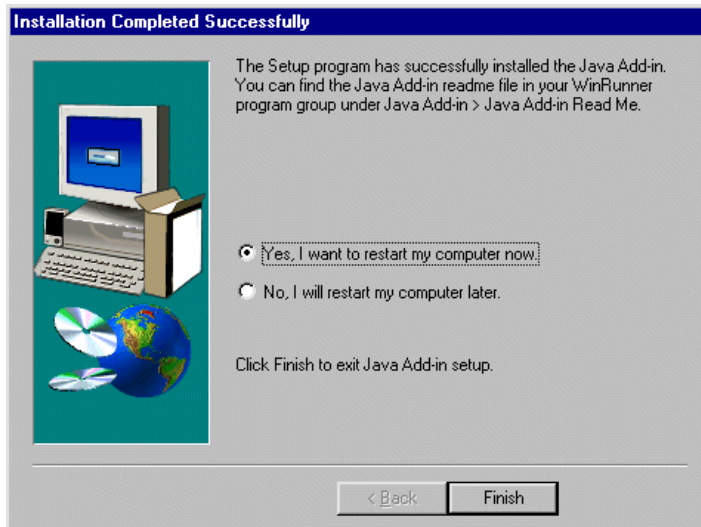 Installation Completed Successfully
The Setup program has successfully installed the Java Add-in.
You can find the Java Add-in readme file in your WinRunner
program group under Java Add-in > Java Add-in Read Me.
Yes, I want to restart my computer now.
No, I will restart my computer later.
Click Finish to exit Java Add-in setup.
< Back
Finish